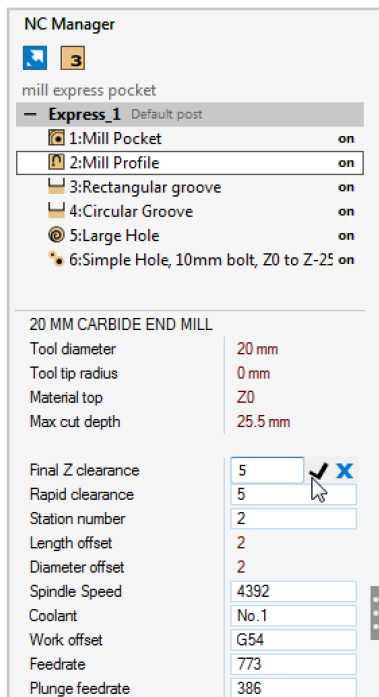 NC Manager
3
mill express pocket
− Express_1 Default post
1:Mill Pocket on
2:Mill Profile on
3:Rectangular groove on
4:Circular Groove on
5:Large Hole on
6:Simple Hole, 10mm bolt, Z0 to Z-25 on
20 MM CARBIDE END MILL
Tool diameter 20 mm
Tool tip radius 0 mm
Material top Z0
Max cut depth 25.5 mm
Final Z clearance 5
Rapid clearance 5
Station number 2
Length offset 2
Diameter offset 2
Spindle Speed 4392
Coolant No.1
Work offset G54
Feedrate 773
Plunge feedrate 386